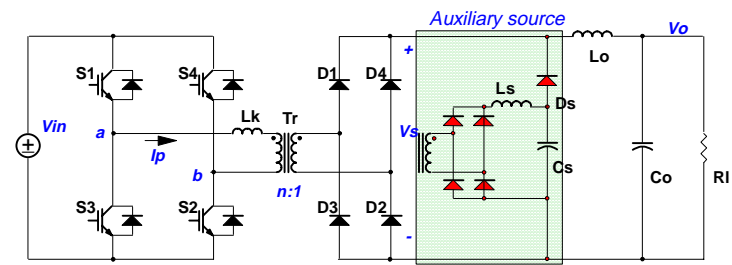 Auxiliary source
+
Vo
Lo
S1
S4
D1
D4
Ls
Ds
Vin
Lk
Tr
a
Ip
Vs
b
n:1
Cs
Co
Rl
S3
S2
D3
D2
-